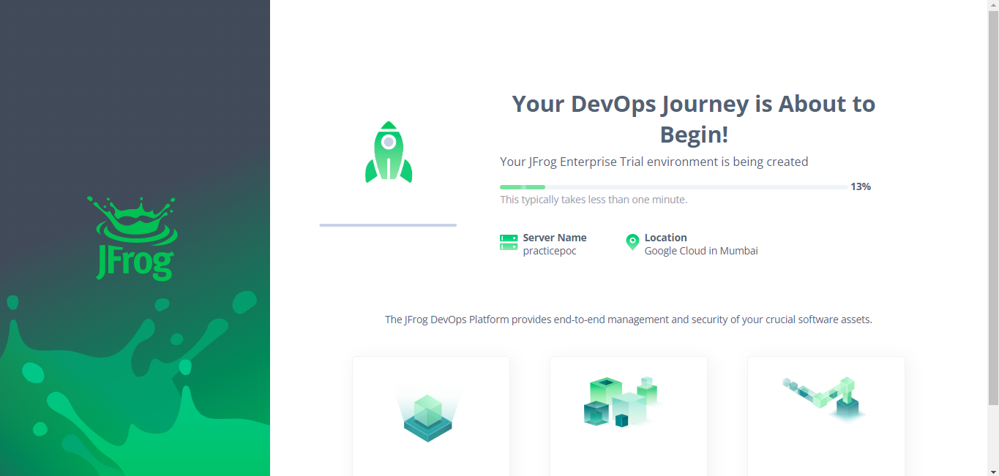 JFrog
Your DevOps Journey is About to
Begin!
Your JFrog Enterprise Trial environment is being created
13%
This typically takes less than one minute.
Server Name
practicepoc
Location
Google Cloud in Mumbai
The JFrog DevOps Platform provides end-to-end management and security of your crucial software assets.